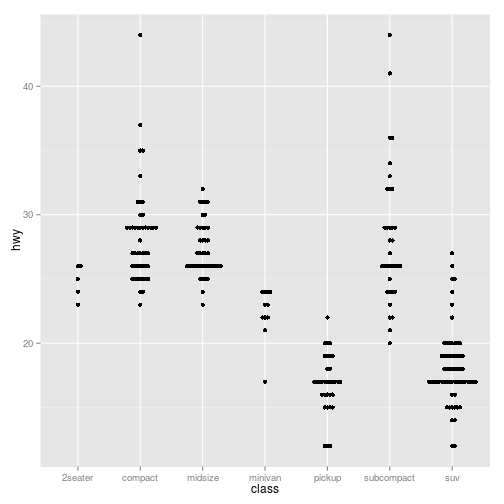 40
30
20
hwy
2seater compact midsize minivan pickup subcompact suv
class